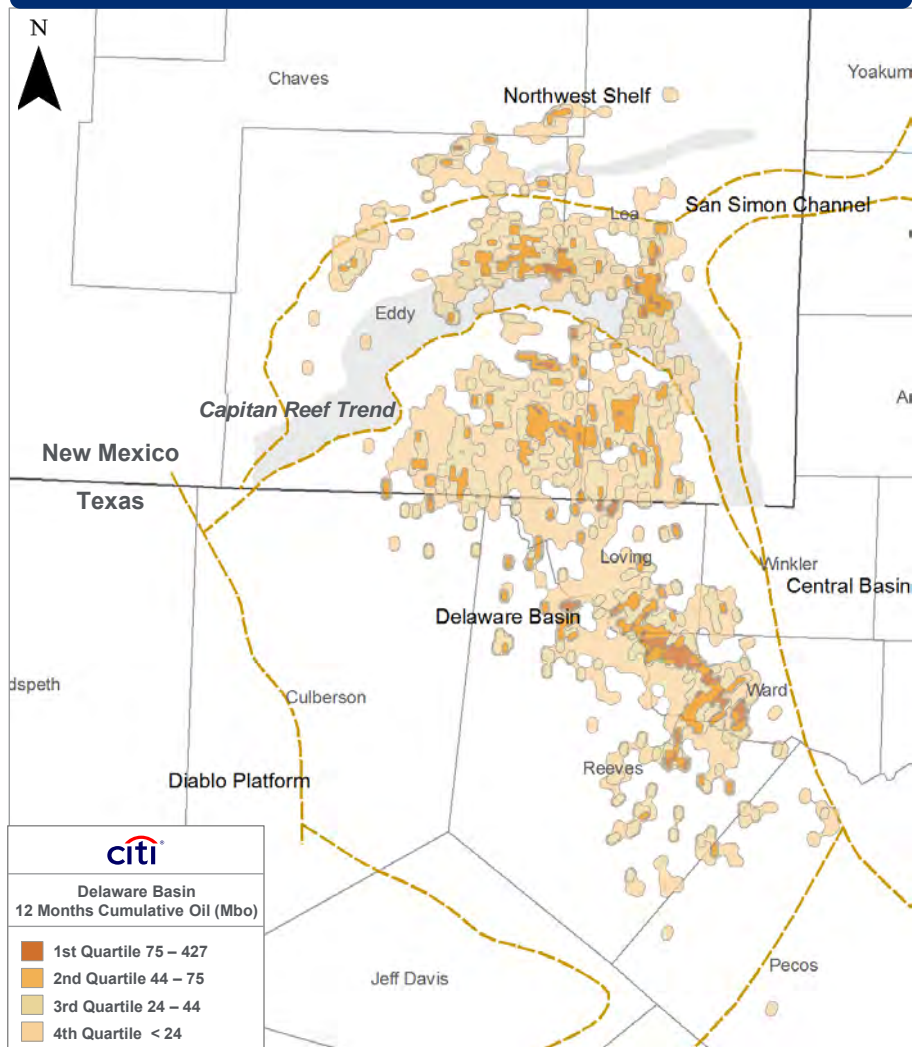 N
Chaves
Yoakum
Northwest Shelf
Lea
San Simon Channel
Eddy
Capitan Reef Trend
New Mexico
Texas
Loving
Winkler
Central Basin
Delaware Basin
dspeth
Culberson
Ward
Reeves
Diablo Platform
citi
Delaware Basin
12 Months Cumulative Oil (Mbo)
1st Quartile 75 – 427
2nd Quartile 44 – 75
3rd Quartile 24 – 44
4th Quartile < 24
Jeff Davis
Pecos